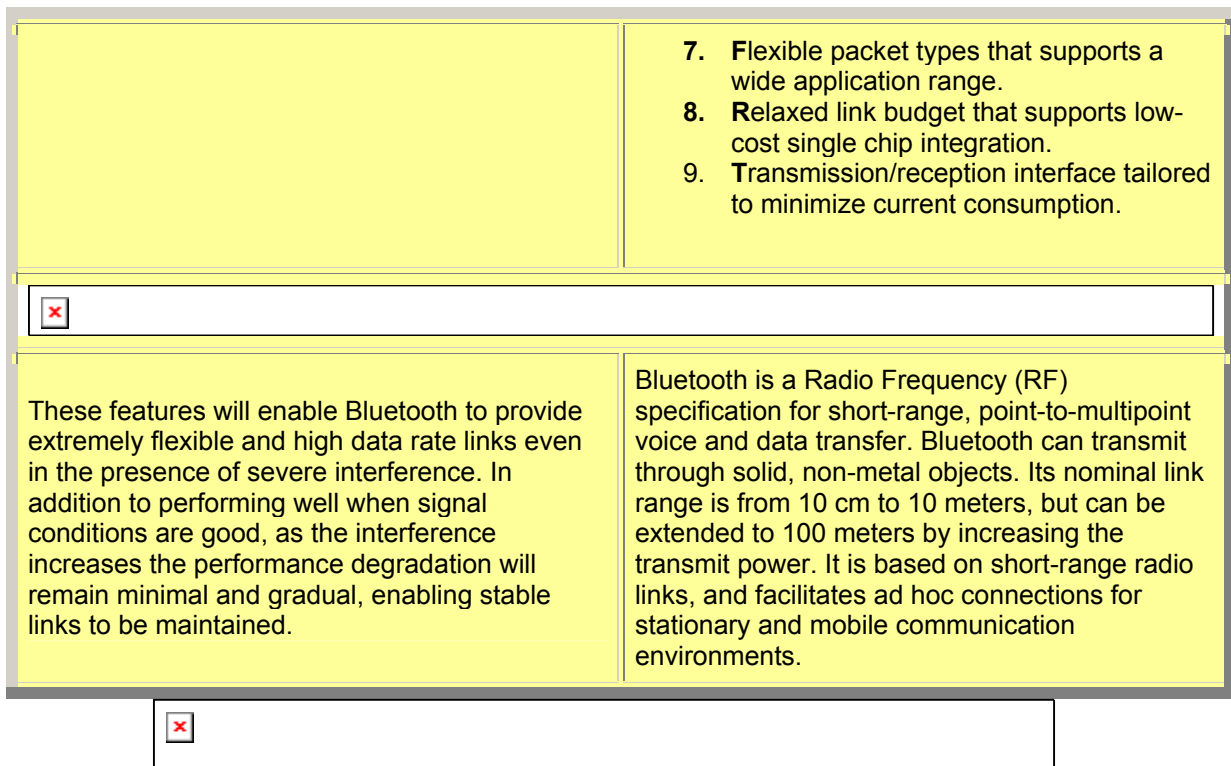 7. Flexible packet types that supports a
wide application range.
8. Relaxed link budget that supports low-
cost single chip integration.
9. Transmission/reception interface tailored
to minimize current consumption.
These features will enable Bluetooth to provide
extremely flexible and high data rate links even
in the presence of severe interference. In
addition to performing well when signal
conditions are good, as the interference
increases the performance degradation will
remain minimal and gradual, enabling stable
links to be maintained.
Bluetooth is a Radio Frequency (RF)
specification for short-range, point-to-multipoint
voice and data transfer. Bluetooth can transmit
through solid, non-metal objects. Its nominal link
range is from 10 cm to 10 meters, but can be
extended to 100 meters by increasing the
transmit power. It is based on short-range radio
links, and facilitates ad hoc connections for
stationary and mobile communication
environments.